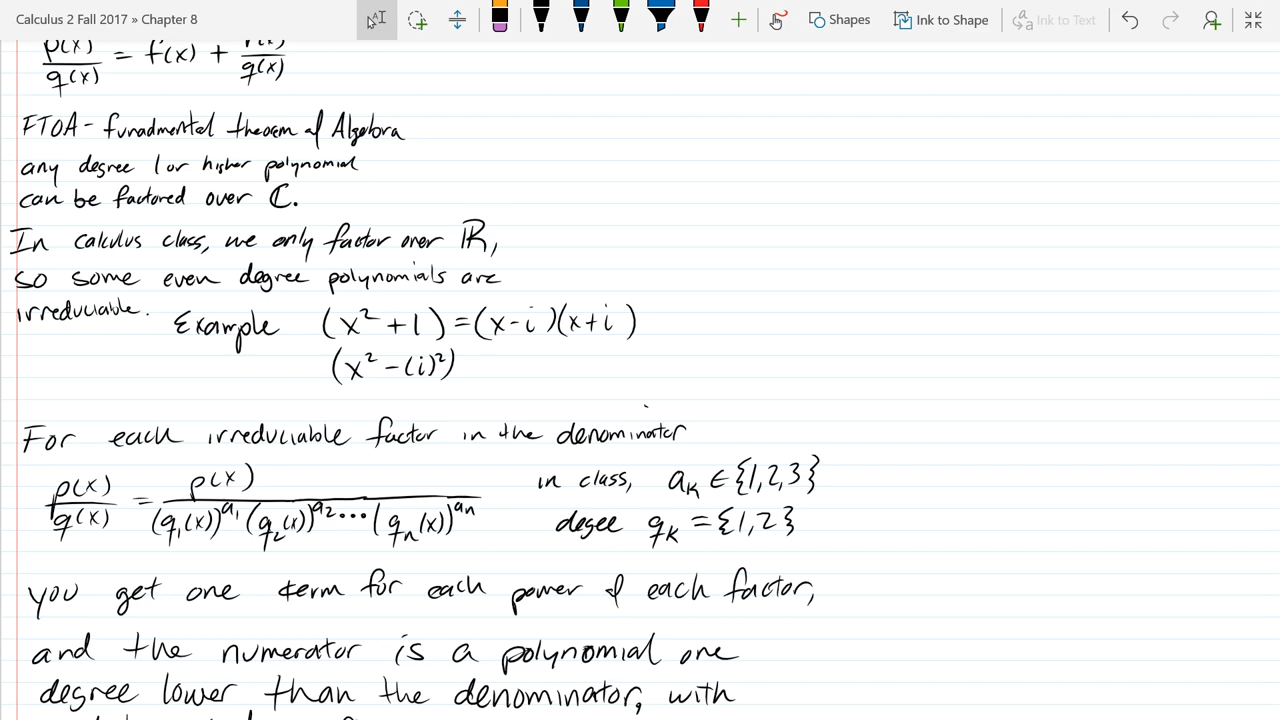 Calculus 2 Fall 2017 » Chapter 8
Shapes
Ink to Shape
Ink to Text
p(x)/q(x) = f(x) + r(x)/q(x)
FTOA - funadmental theorem of Algebra
any degree 1 or higher polynomial
can be factored over ℂ.
In calculus class, we only factor over ℝ,
so some even degree polynomials are
irreduciable.
Example (x² + 1) = (x - i)(x + i)
(x² - (i)²)
For each irreduciable factor in the denominator
p(x)/q(x) = p(x)/((q₁(x))^a₁ (q₂(x))^a₂ ••• (qₙ(x))^aₙ)
in class, aₖ ∈ {1,2,3}
degee qₖ = {1,2}
you get one term for each power of each factor,
and the numerator is a polynomial one
degree lower than the denominator, with